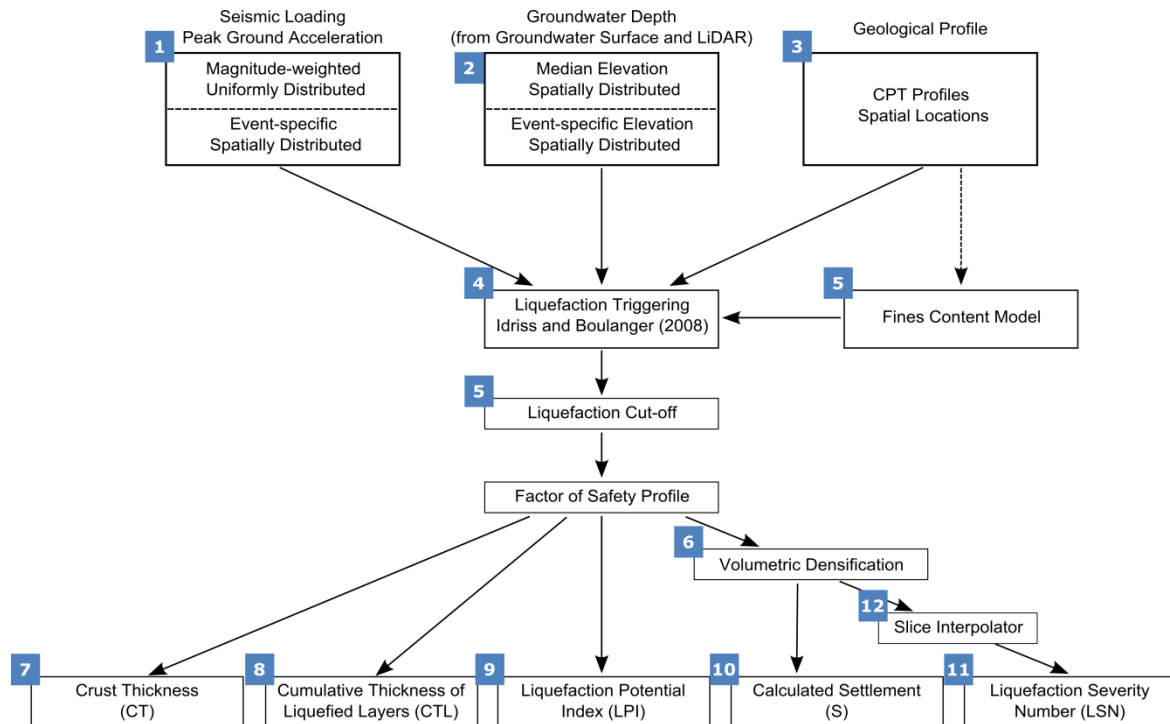 Seismic Loading
Peak Ground Acceleration
1
Magnitude-weighted
Uniformly Distributed
Event-specific
Spatially Distributed
Groundwater Depth
(from Groundwater Surface and LiDAR)
2
Median Elevation
Spatially Distributed
Event-specific Elevation
Spatially Distributed
Geological Profile
3
CPT Profiles
Spatial Locations
4
Liquefaction Triggering
Idriss and Boulanger (2008)
5
Fines Content Model
5
Liquefaction Cut-off
Factor of Safety Profile
6
Volumetric Densification
12
Slice Interpolator
7
Crust Thickness
(CT)
8
Cumulative Thickness of
Liquefied Layers (CTL)
9
Liquefaction Potential
Index (LPI)
10
Calculated Settlement
(S)
11
Liquefaction Severity
Number (LSN)